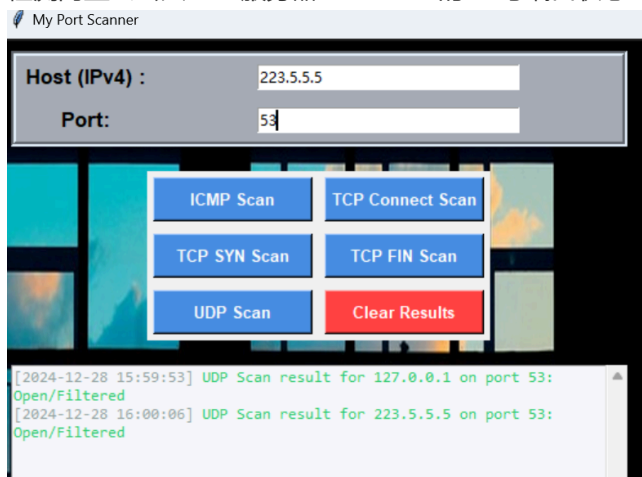 My Port Scanner
Host (IPv4) :
223.5.5.5
Port:
53
ICMP Scan
TCP Connect Scan
TCP SYN Scan
TCP FIN Scan
UDP Scan
Clear Results
[2024-12-28 15:59:53] UDP Scan result for 127.0.0.1 on port 53:
Open/Filtered
[2024-12-28 16:00:06] UDP Scan result for 223.5.5.5 on port 53:
Open/Filtered